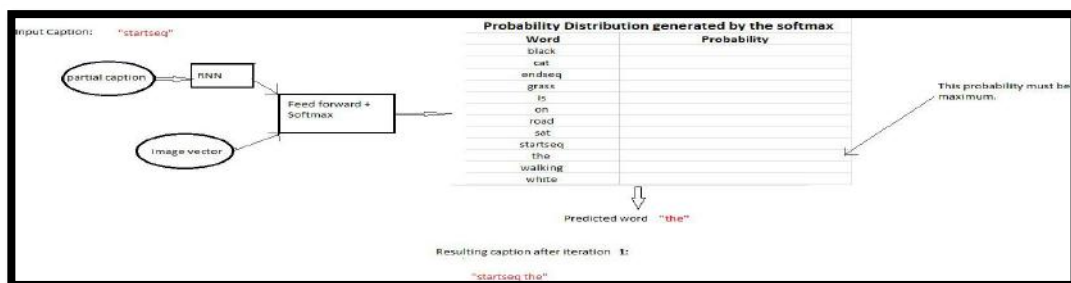 Input Caption: "startseq"
partial caption
RNN
Feed forward +
Softmax
image vector
Probability Distribution generated by the softmax
Word Probability
black
cat
endseq
grass
is
on
road
sat
startseq
the
walking
white
This probability must be
maximum.
Predicted word "the"
Resulting caption after iteration 1:
"startseq the"